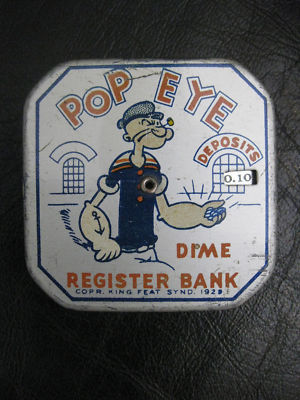 POP EYE
DEPOSITS
0.10
DIME
REGISTER BANK
COPR. KING FEAT SYND. 1929